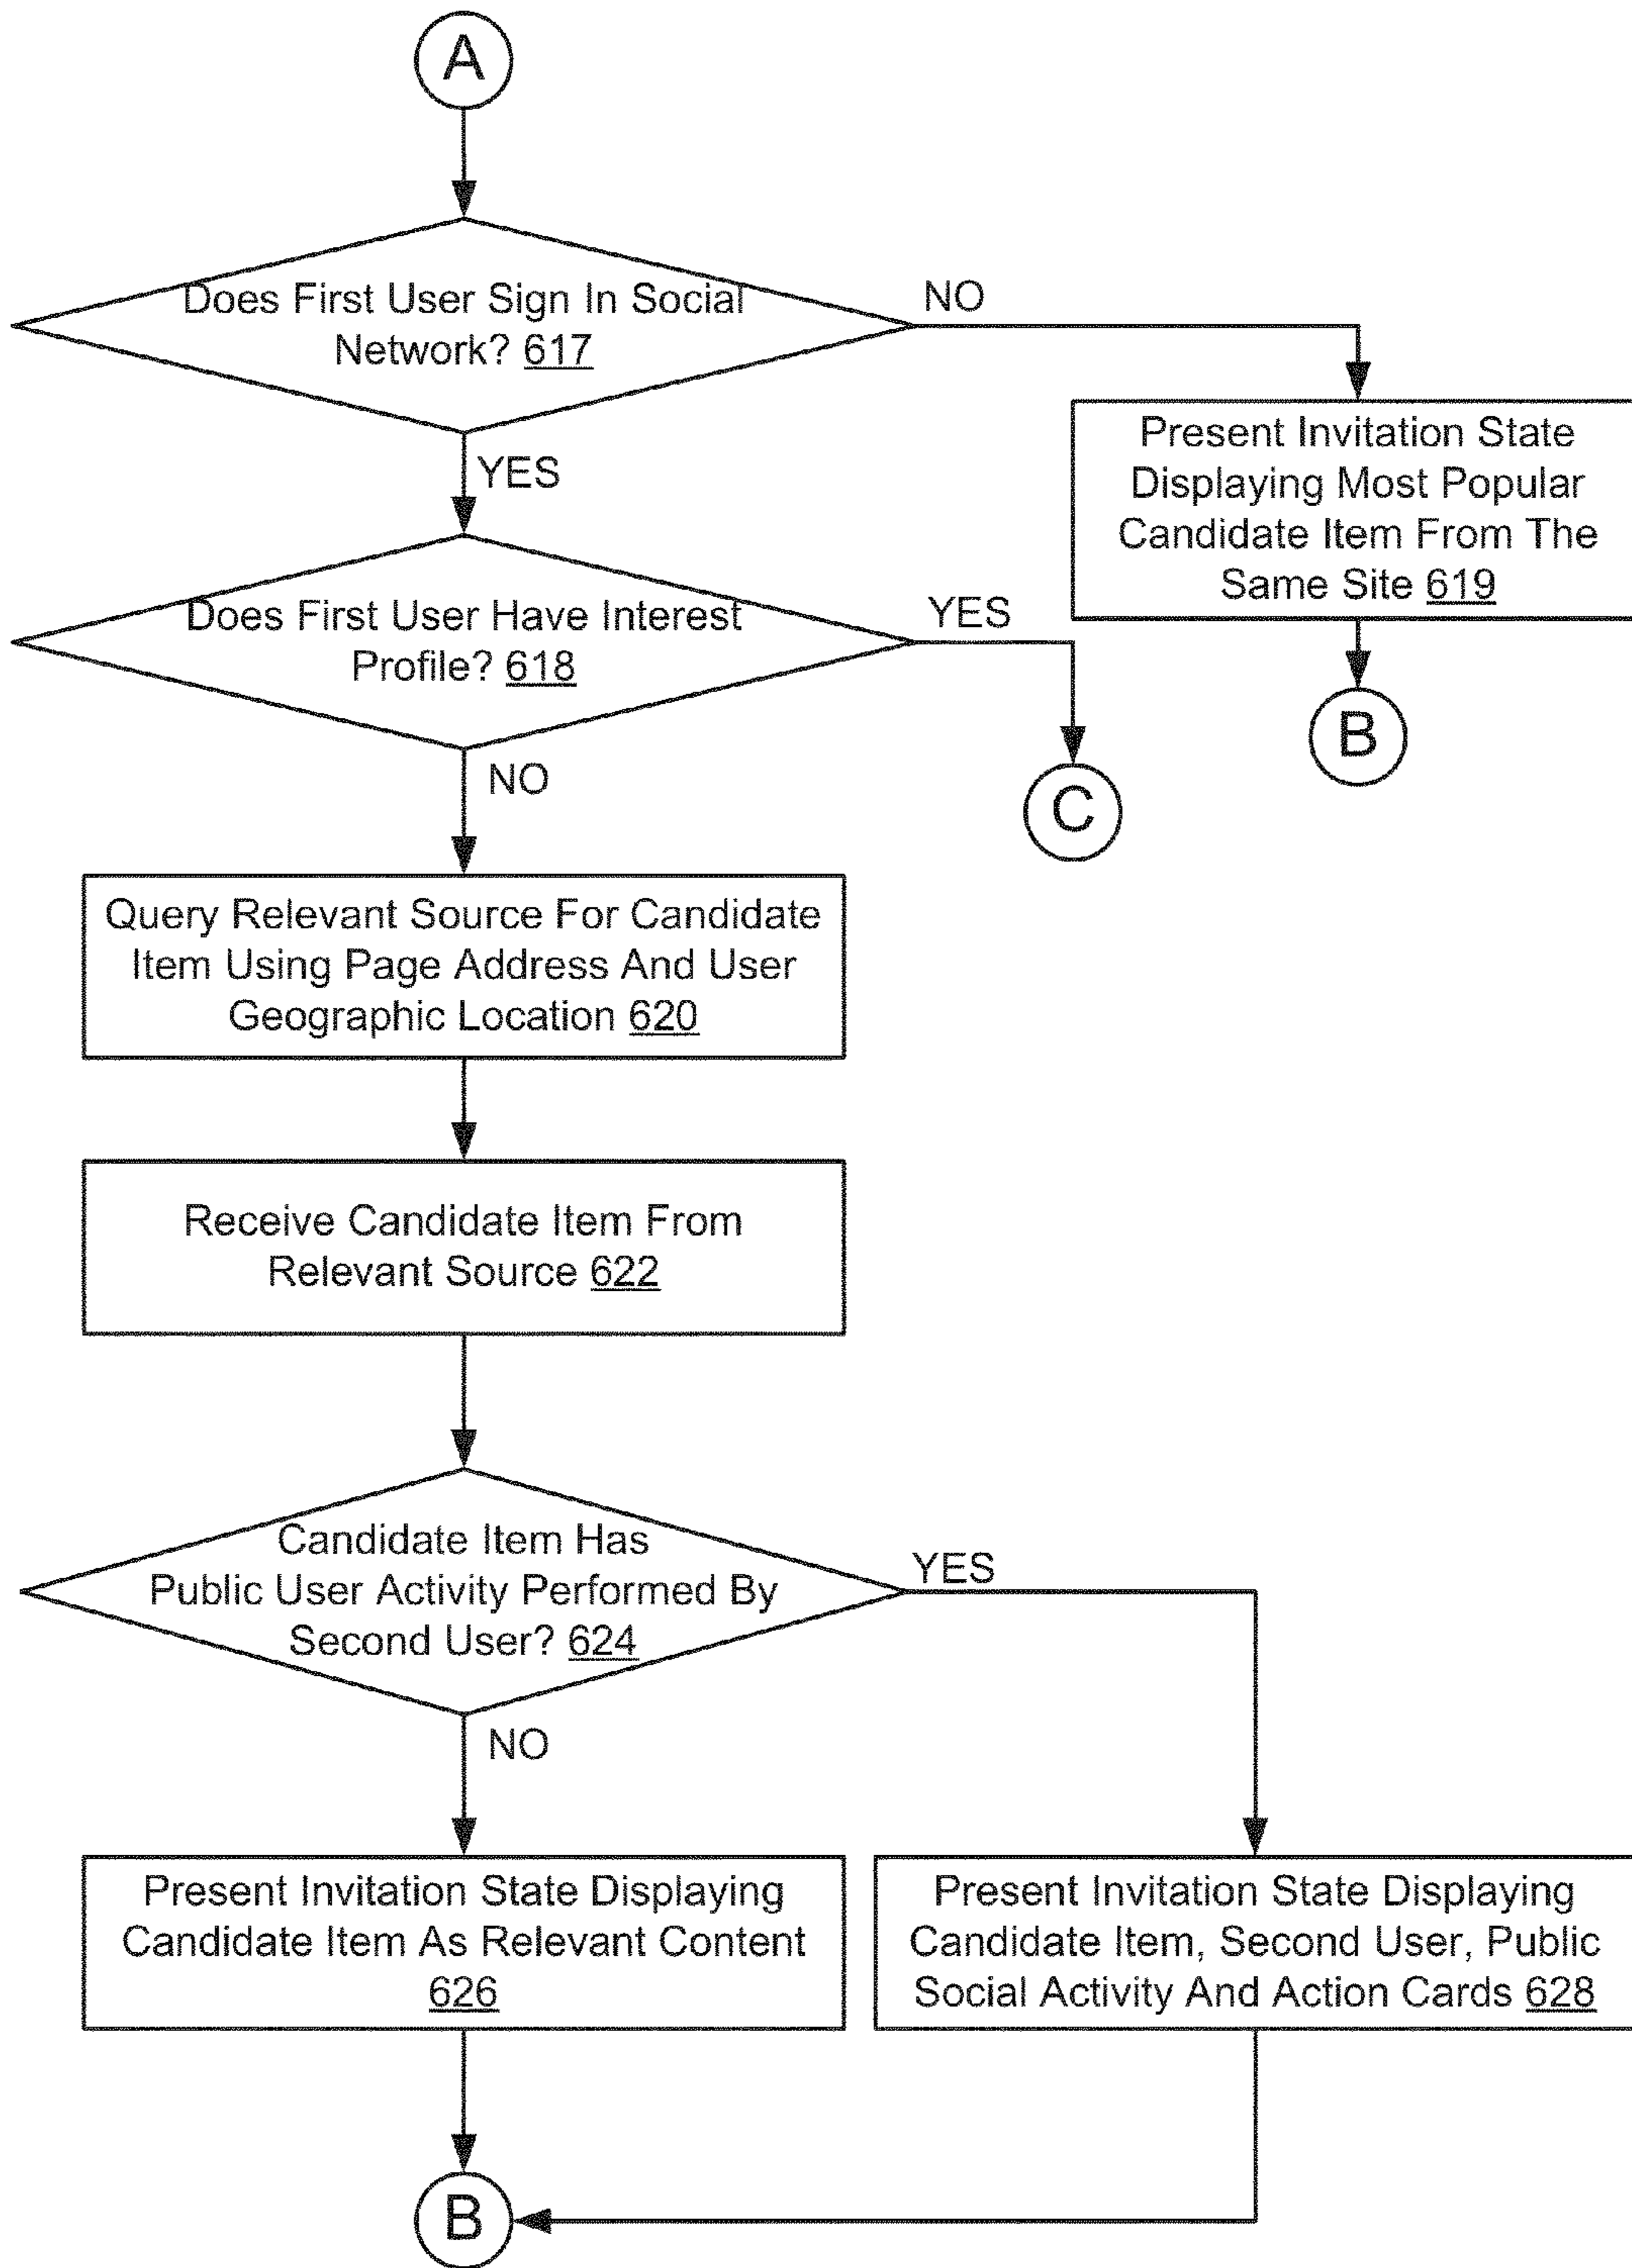 A
Does First User Sign In Social
Network? 617
NO
YES
Present Invitation State
Displaying Most Popular
Candidate Item From The
Same Site 619
Does First User Have Interest
Profile? 618
YES
NO
B
C
Query Relevant Source For Candidate
Item Using Page Address And User
Geographic Location 620
Receive Candidate Item From
Relevant Source 622
Candidate Item Has
Public User Activity Performed By
Second User? 624
YES
NO
Present Invitation State Displaying
Candidate Item As Relevant Content
626
Present Invitation State Displaying
Candidate Item, Second User, Public
Social Activity And Action Cards 628
B